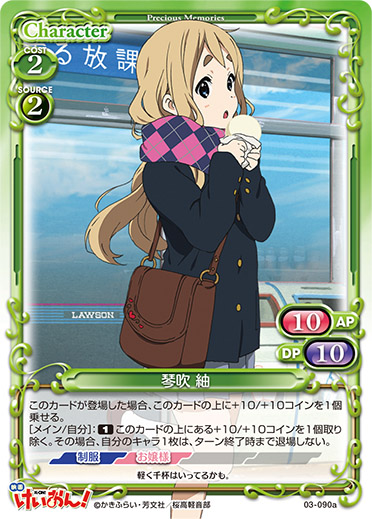 Precious Memories
Character
COST
2
SOURCE
2
る放課
LAWSON
10 AP
DP 10
琴吹 紬
このカードが登場した場合、このカードの上に+10/+10コインを1個
乗せる。
[メイン/自分]:1このカードの上にある+10/+10コインを1個取り
除く。その場合、自分のキャラ1枚は、ターン終了時まで退場しない。
制服 お嬢様
軽く千杯はいってるかも。
映画
けいおん!
©かきふらい・芳文社/桜高軽音部
03-090a